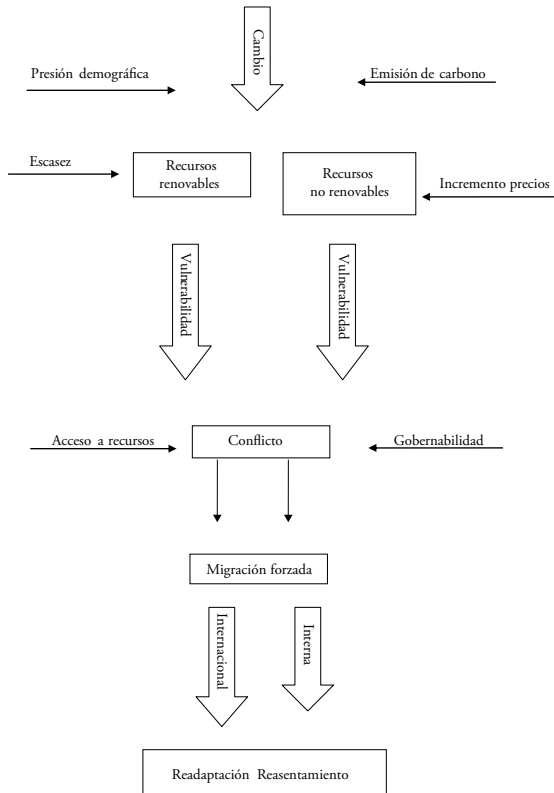 Cambio
Presión demográfica
Emisión de carbono
Escasez
Recursos
renovables
Recursos
no renovables
Incremento precios
Vulnerabilidad
Vulnerabilidad
Acceso a recursos
Conflicto
Gobernabilidad
Migración forzada
Internacional
Interna
Readaptación Reasentamiento